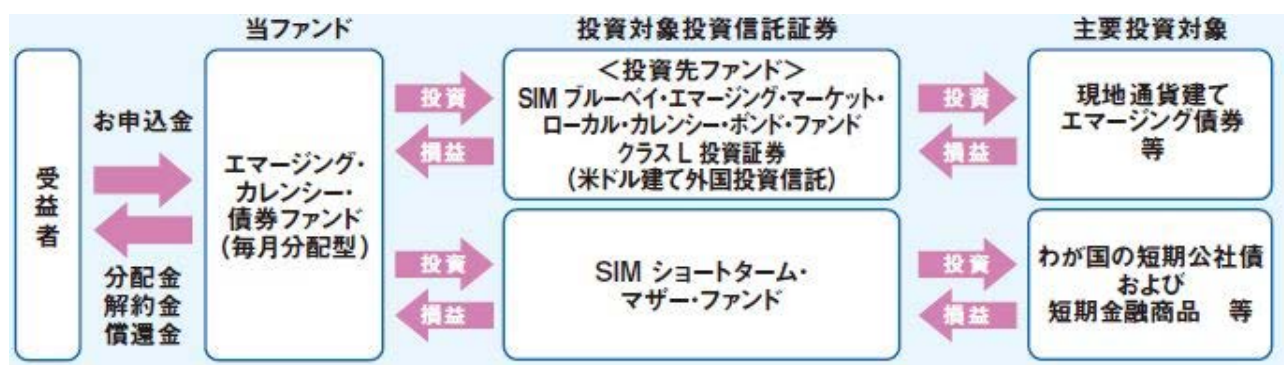 当ファンド
投資対象投資信託証券
主要投資対象
受益者
お申込金
分配金
解約金
償還金
エマージング・
カレンシー・
債券ファンド
(毎月分配型)
投資
損益
<投資先ファンド>
SIM ブルーベイ・エマージング・マーケット・
ローカル・カレンシー・ボンド・ファンド
クラス L 投資証券
(米ドル建て外国投資信託)
投資
損益
現地通貨建て
エマージング債券
等
投資
損益
SIM ショートターム・
マザー・ファンド
投資
損益
わが国の短期公社債
および
短期金融商品 等